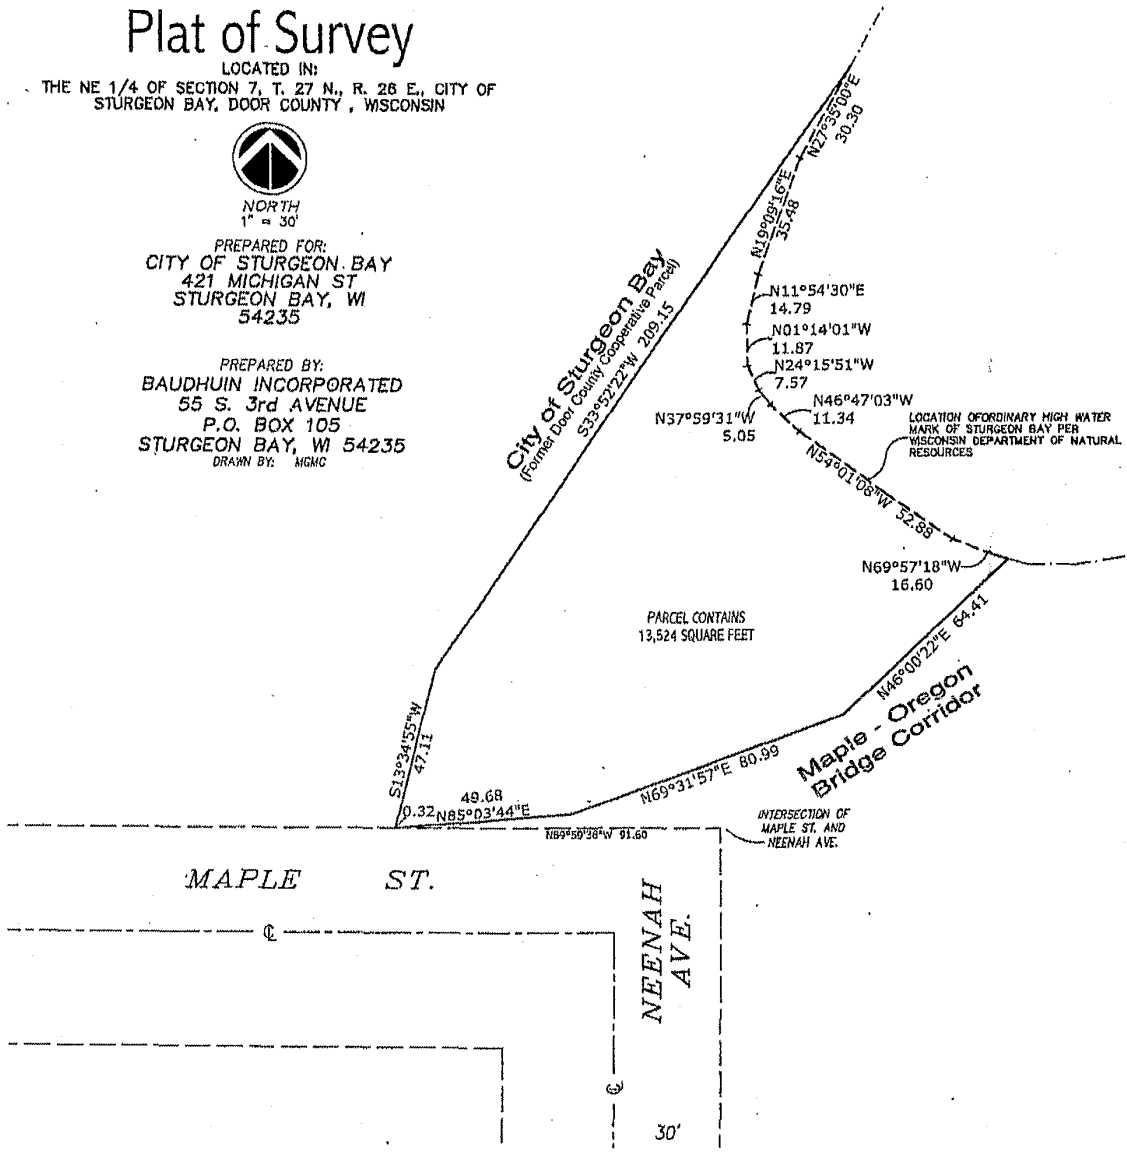 Plat of Survey
LOCATED IN:
THE NE 1/4 OF SECTION 7, T. 27 N., R. 26 E., CITY OF
STURGEON BAY, DOOR COUNTY , WISCONSIN
NORTH
1" = 30'
PREPARED FOR:
CITY OF STURGEON BAY
421 MICHIGAN ST
STURGEON BAY, WI
54235
PREPARED BY:
BAUDHUIN INCORPORATED
55 S. 3rd AVENUE
P.O. BOX 105
STURGEON BAY, WI 54235
DRAWN BY: MGMC
City of Sturgeon Bay
(Former Door County Cooperative Parcel)
S33°52'22"W 209.15
N27°35'00"E
30.30
N19°09'16"E
35.48
N11°54'30"E
14.79
N01°14'01"W
11.87
N24°15'51"W
7.57
N37°59'31"W
5.05
N46°47'03"W
11.34
LOCATION OFORDINARY HIGH WATER
MARK OF STURGEON BAY PER
WISCONSIN DEPARTMENT OF NATURAL
RESOURCES
N54°01'08"W 52.88
N69°57'18"W
16.60
PARCEL CONTAINS
13,524 SQUARE FEET
N46°00'22"E 64.41
Maple - Oregon
Bridge Corridor
S13°34'55"W
47.11
N69°31'57"E 80.99
49.68
0.32 N85°03'44"E
N89°59'38"W 91.60
INTERSECTION OF
MAPLE ST. AND
NEENAH AVE.
MAPLE ST.
CL
NEENAH
AVE.
CL
30'